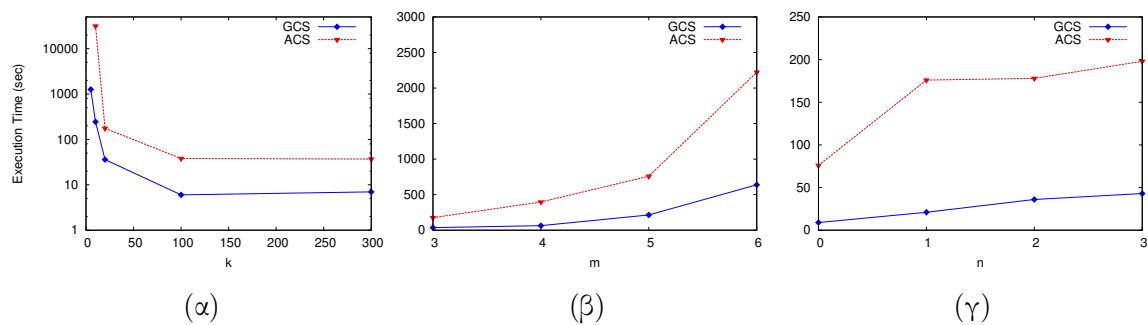 Execution Time (sec)
10000
1000
100
10
1
0 50 100 150 200 250 300
k
GCS
ACS
(α)
3000
2500
2000
1500
1000
500
0
3 4 5 6
m
GCS
ACS
(β)
250
200
150
100
50
0
0 1 2 3
n
GCS
ACS
(γ)